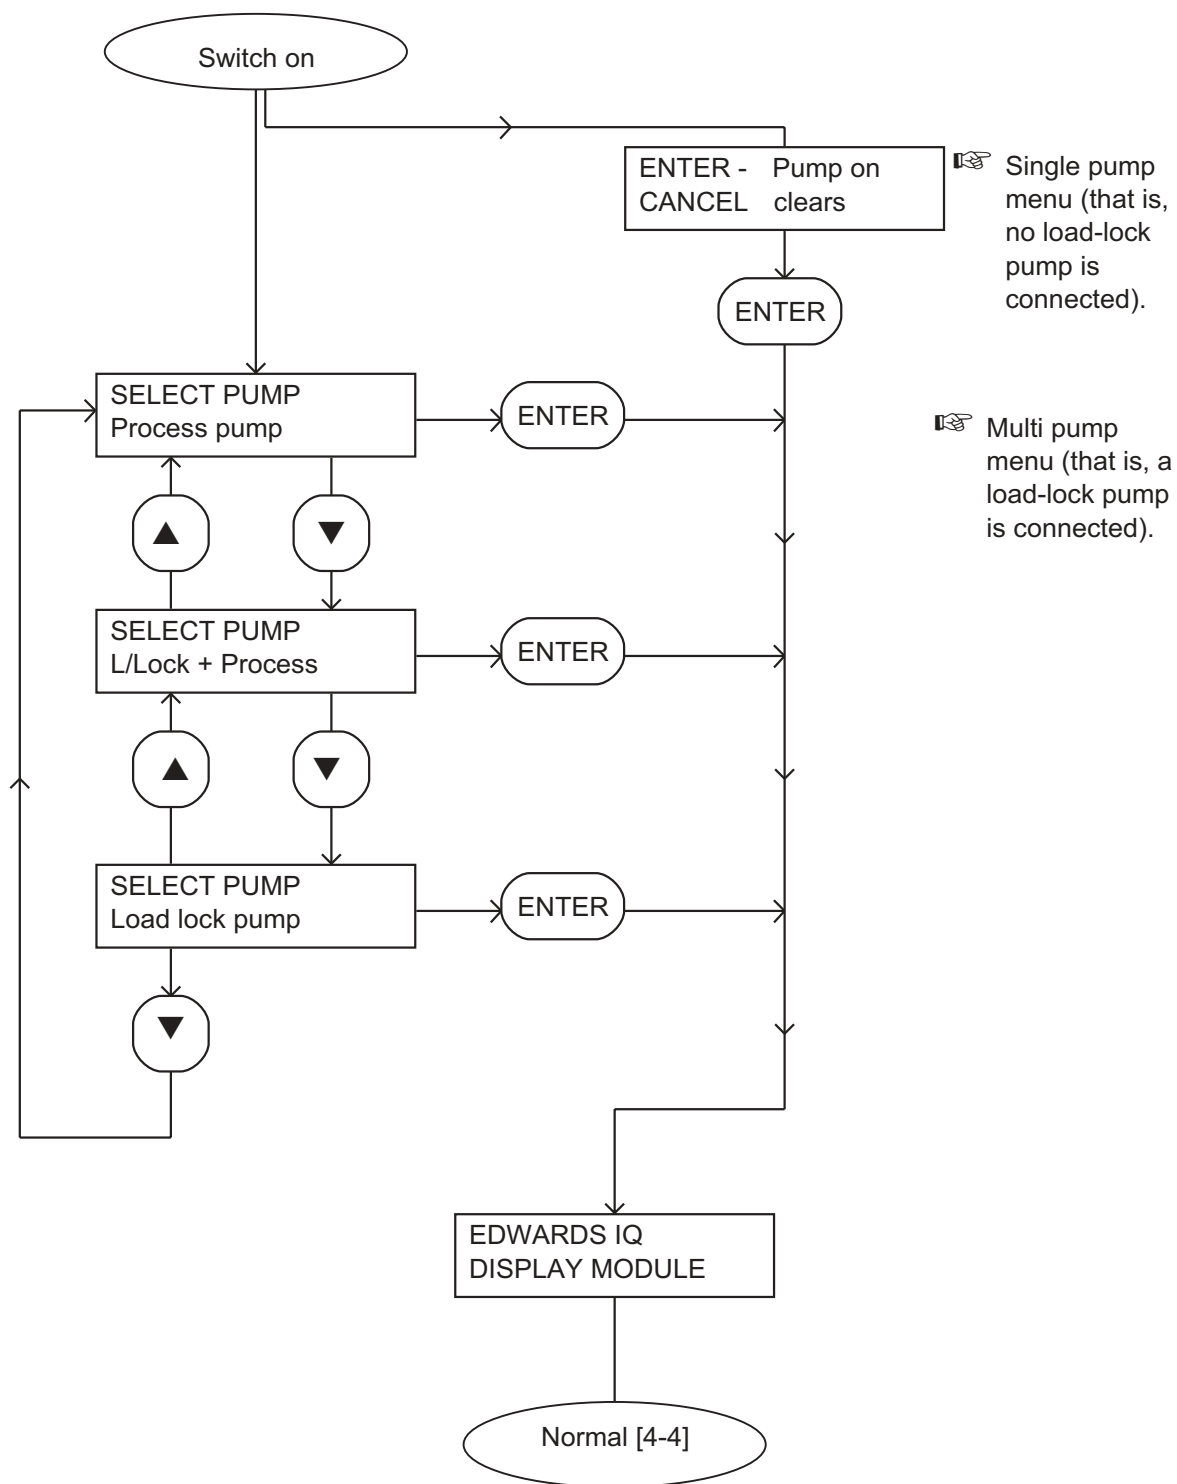 Switch on
ENTER - Pump on
CANCEL clears
☞ Single pump
menu (that is,
no load-lock
pump is
connected).
ENTER
SELECT PUMP
Process pump
ENTER
☞ Multi pump
menu (that is, a
load-lock pump
is connected).
▲ ▼
SELECT PUMP
L/Lock + Process
ENTER
▲ ▼
SELECT PUMP
Load lock pump
ENTER
▼
EDWARDS IQ
DISPLAY MODULE
Normal [4-4]